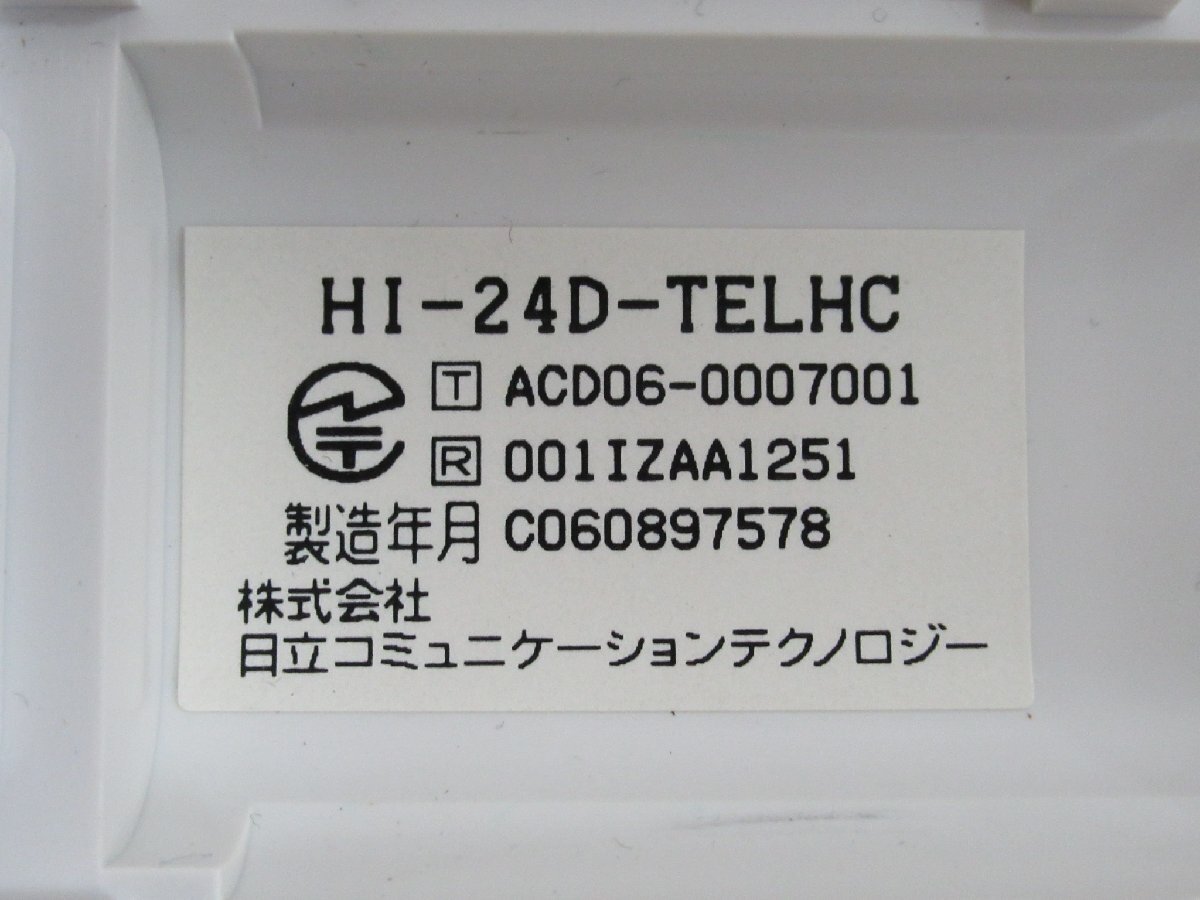 HI-24D-TELHC
T ACD06-0007001
R 001IZAA1251
製造年月 C060897578
株式会社
日立コミュニケーションテクノロジー